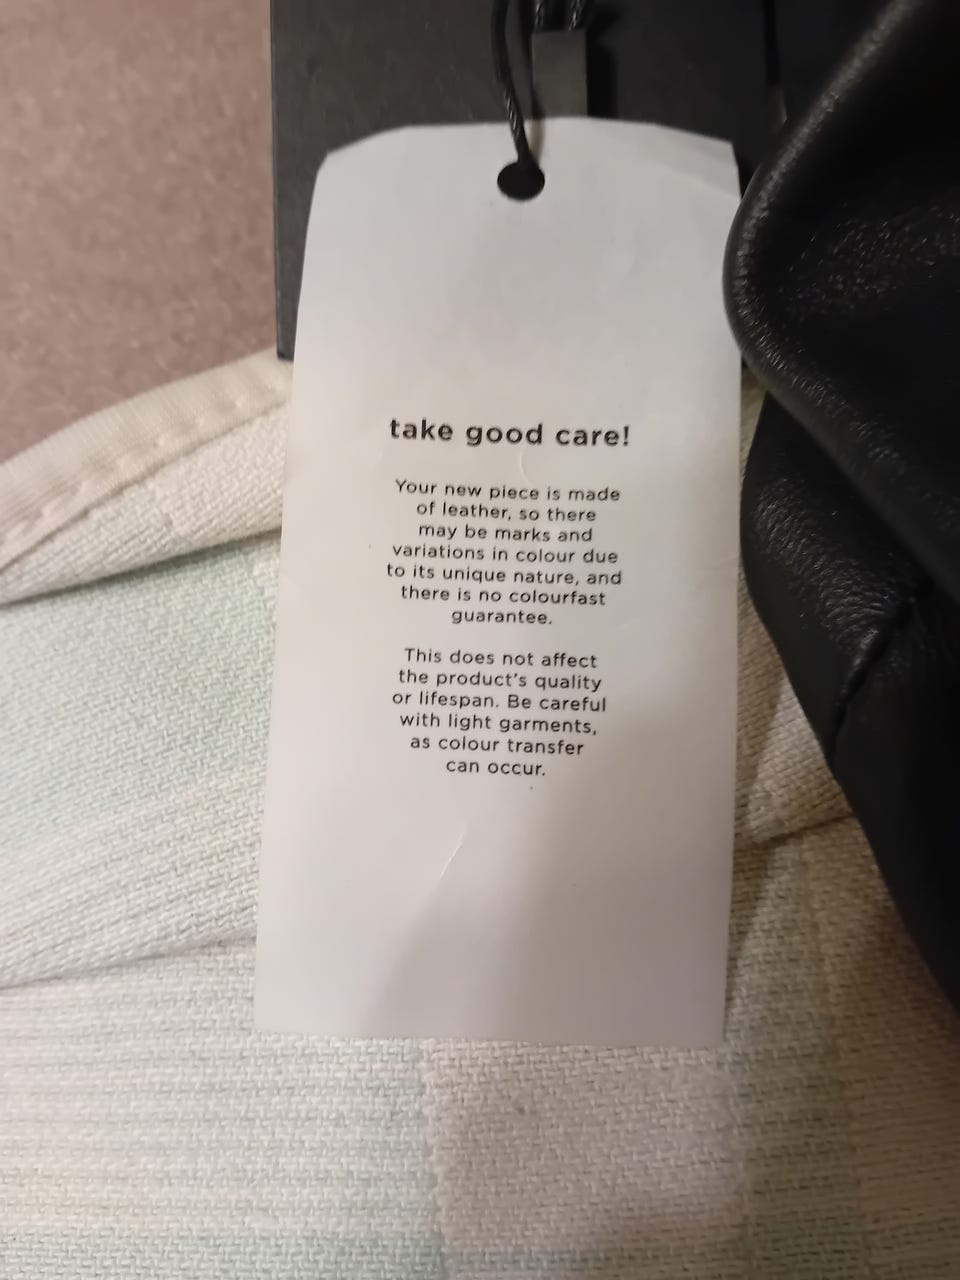 take good care!
Your new piece is made
of leather, so there
may be marks and
variations in colour due
to its unique nature, and
there is no colourfast
guarantee.
This does not affect
the product's quality
or lifespan. Be careful
with light garments,
as colour transfer
can occur.